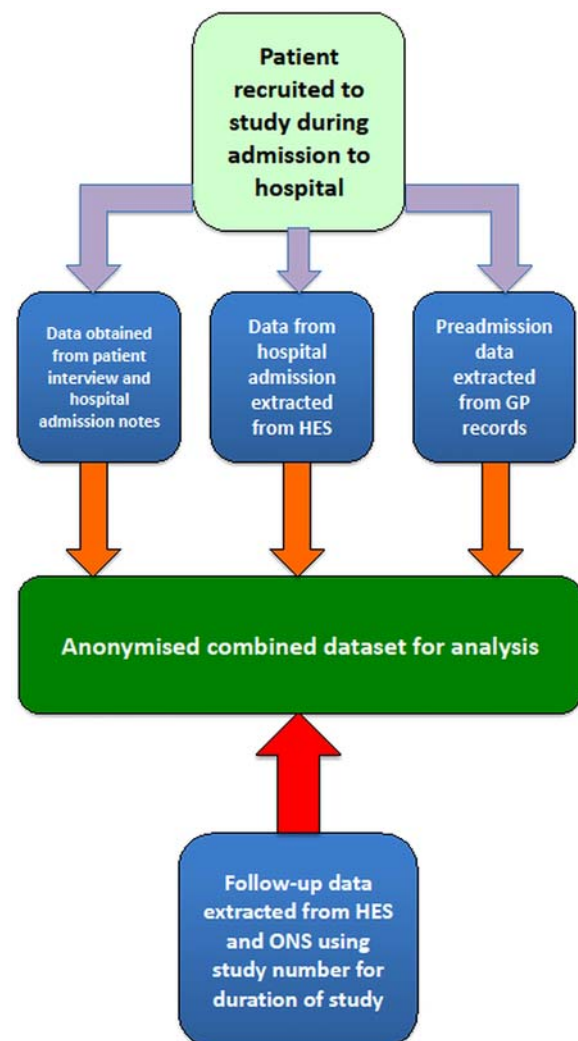 Patient
recruited to
study during
admission to
hospital
Data obtained
from patient
interview and
hospital
admission notes
Data from
hospital
admission
extracted
from HES
Preadmission
data
extracted
from GP
records
Anonymised combined dataset for analysis
Follow-up data
extracted from HES
and ONS using
study number for
duration of study